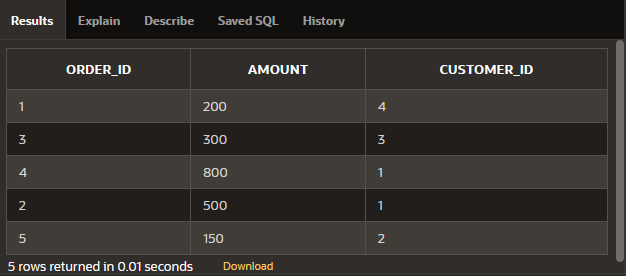 Results Explain Describe Saved SQL History
ORDER_ID AMOUNT CUSTOMER_ID
1 200 4
3 300 3
4 800 1
2 500 1
5 150 2
5 rows returned in 0.01 seconds Download